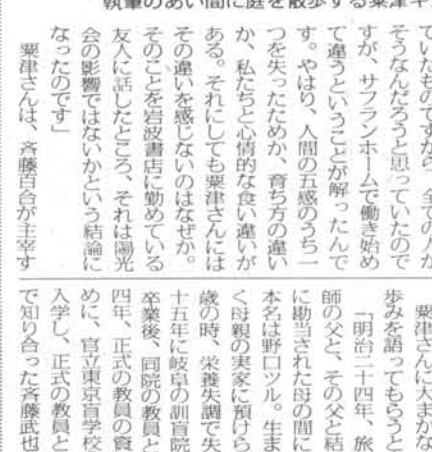 執筆のあい間に庭を散歩する粟津キ
ていたものですから、全ての人が
そうなんだろうと思っていたので
すが、サフランホームで働き始め
て違うということが解ったんで
す。やはり、人間の五感のうち一
つを失ったためか、育ち方の違い
か、私たちと心情的な食い違いが
ある。それにしても粟津さんには
その違いを感じないのはなぜか。
そのことを岩波書店に勤めている
友人に話したところ、それは陽光
会の影響ではないかという結論に
なったのです」
粟津さんは、斉藤百合が主宰す
粟津さんに大まかな
歩みを語ってもらうと
「明治二十四年、旅
師の父と、その父と結
に勘当された母の間に
本名は野口ツル。生ま
く母親の実家に預けら
歳の時、栄養失調で失
十五年に岐阜の訓盲院
卒業後、同院の教員と
四年、正式の教員の資
めに、官立東京盲学校
入学し、正式の教員と
で知り合った斉藤武也